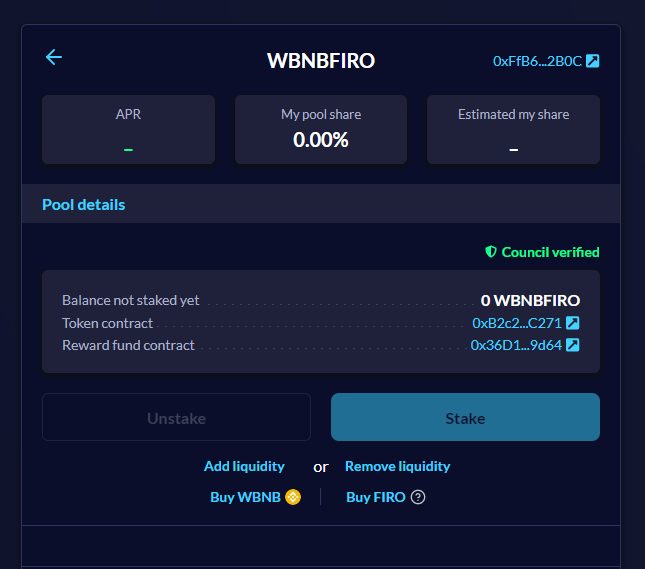 WBNBFIRO
0xFfB6...2B0C
APR
–
My pool share
0.00%
Estimated my share
–
Pool details
Council verified
Balance not staked yet 0 WBNBFIRO
Token contract 0xB2c2...C271
Reward fund contract 0x36D1...9d64
Unstake
Stake
Add liquidity or Remove liquidity
Buy WBNB | Buy FIRO ?